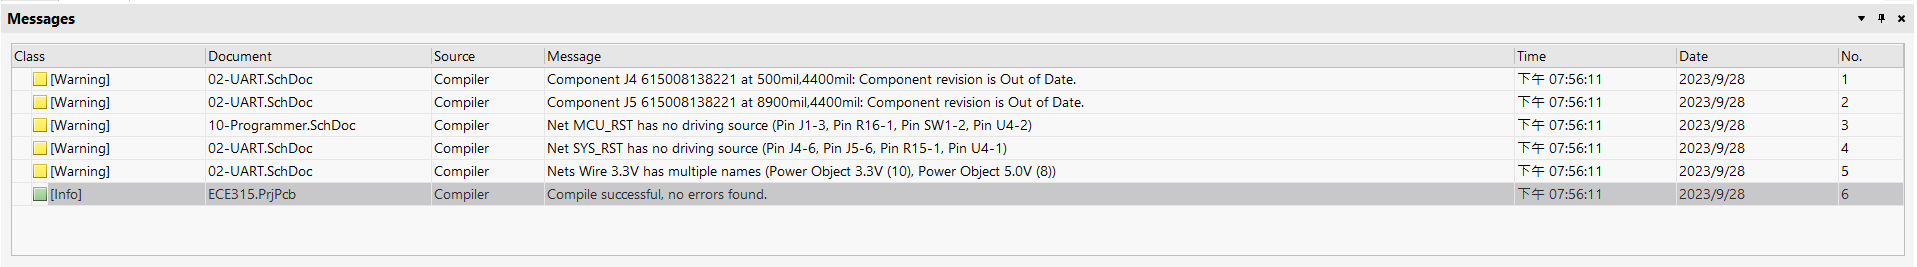 Messages
Class Document Source Message Time Date No.
[Warning] 02-UART.SchDoc Compiler Component J4 615008138221 at 500mil,4400mil: Component revision is Out of Date. 下午 07:56:11 2023/9/28 1
[Warning] 02-UART.SchDoc Compiler Component J5 615008138221 at 8900mil,4400mil: Component revision is Out of Date. 下午 07:56:11 2023/9/28 2
[Warning] 10-Programmer.SchDoc Compiler Net MCU_RST has no driving source (Pin J1-3, Pin R16-1, Pin SW1-2, Pin U4-2) 下午 07:56:11 2023/9/28 3
[Warning] 02-UART.SchDoc Compiler Net SYS_RST has no driving source (Pin J4-6, Pin J5-6, Pin R15-1, Pin U4-1) 下午 07:56:11 2023/9/28 4
[Warning] 02-UART.SchDoc Compiler Nets Wire 3.3V has multiple names (Power Object 3.3V (10), Power Object 5.0V (8)) 下午 07:56:11 2023/9/28 5
[Info] ECE315.PrjPcb Compiler Compile successful, no errors found. 下午 07:56:11 2023/9/28 6